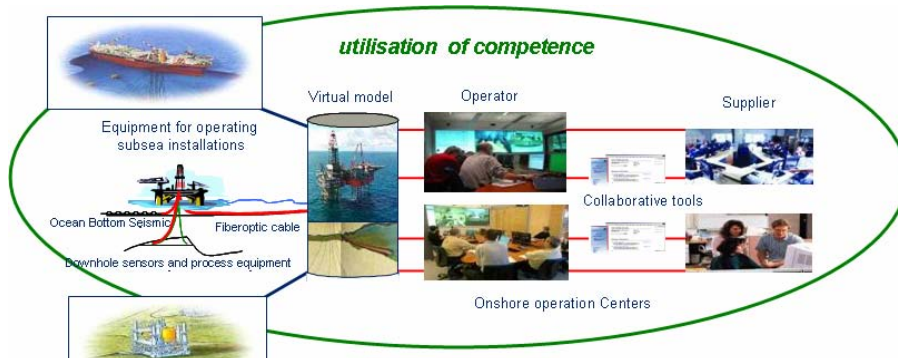 utilisation of competence
Virtual model
Operator
Supplier
Equipment for operating
subsea installations
Ocean Bottom Seismic
Fiberoptic cable
Downhole sensors and process equipment
Collaborative tools
Onshore operation Centers